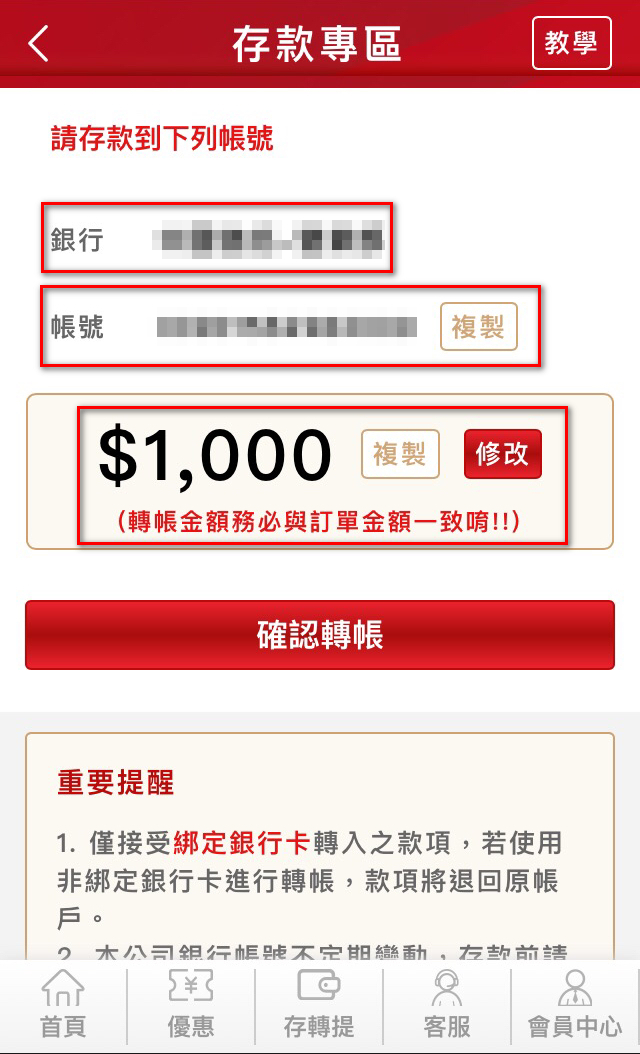 存款專區
教學
請存款到下列帳號
銀行
帳號
複製
$1,000 複製 修改
(轉帳金額務必與訂單金額一致唷!!)
確認轉帳
重要提醒
1. 僅接受綁定銀行卡轉入之款項，若使用
非綁定銀行卡進行轉帳，款項將退回原帳
戶。
2. 本公司銀行帳號不定期變動，存款前請
首頁 優惠 存轉提 客服 會員中心